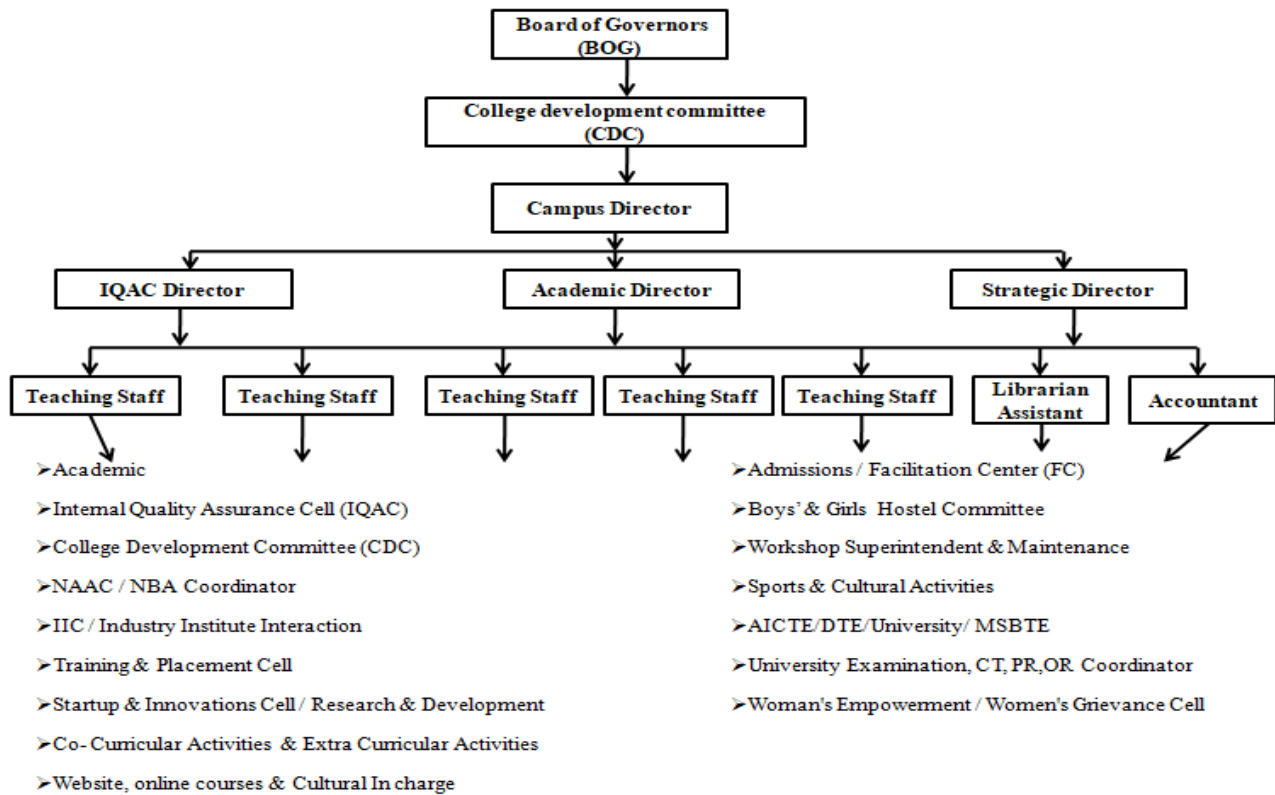 Board of Governors
(BOG)
College development committee
(CDC)
Campus Director
IQAC Director
Academic Director
Strategic Director
Teaching Staff
Teaching Staff
Teaching Staff
Teaching Staff
Teaching Staff
Librarian
Assistant
Accountant
➢Academic
➢Internal Quality Assurance Cell (IQAC)
➢College Development Committee (CDC)
➢NAAC / NBA Coordinator
➢IIC / Industry Institute Interaction
➢Training & Placement Cell
➢Startup & Innovations Cell / Research & Development
➢Co- Curricular Activities & Extra Curricular Activities
➢Website, online courses & Cultural In charge
➢Admissions / Facilitation Center (FC)
➢Boys’ & Girls Hostel Committee
➢Workshop Superintendent & Maintenance
➢Sports & Cultural Activities
➢AICTE/DTE/University/ MSBTE
➢University Examination, CT, PR,OR Coordinator
➢Woman's Empowerment / Women's Grievance Cell